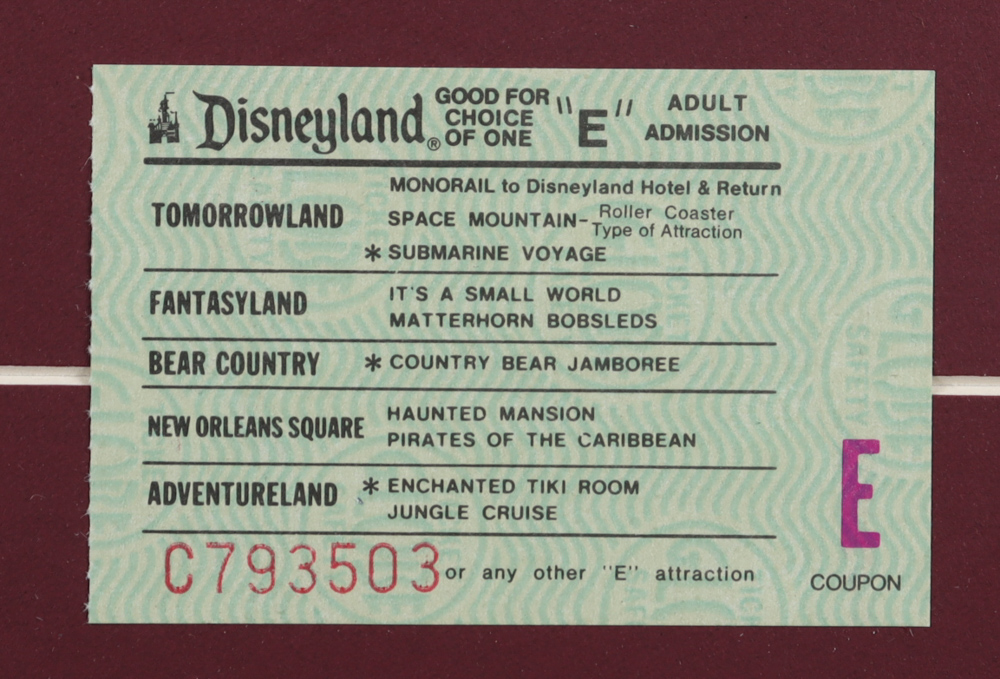 Disneyland® GOOD FOR CHOICE OF ONE "E" ADULT ADMISSION
TOMORROWLAND
MONORAIL to Disneyland Hotel & Return
SPACE MOUNTAIN- Roller Coaster Type of Attraction
* SUBMARINE VOYAGE
FANTASYLAND
IT'S A SMALL WORLD
MATTERHORN BOBSLEDS
BEAR COUNTRY * COUNTRY BEAR JAMBOREE
NEW ORLEANS SQUARE
HAUNTED MANSION
PIRATES OF THE CARIBBEAN
ADVENTURELAND
* ENCHANTED TIKI ROOM
JUNGLE CRUISE
C793503 or any other "E" attraction
E
COUPON